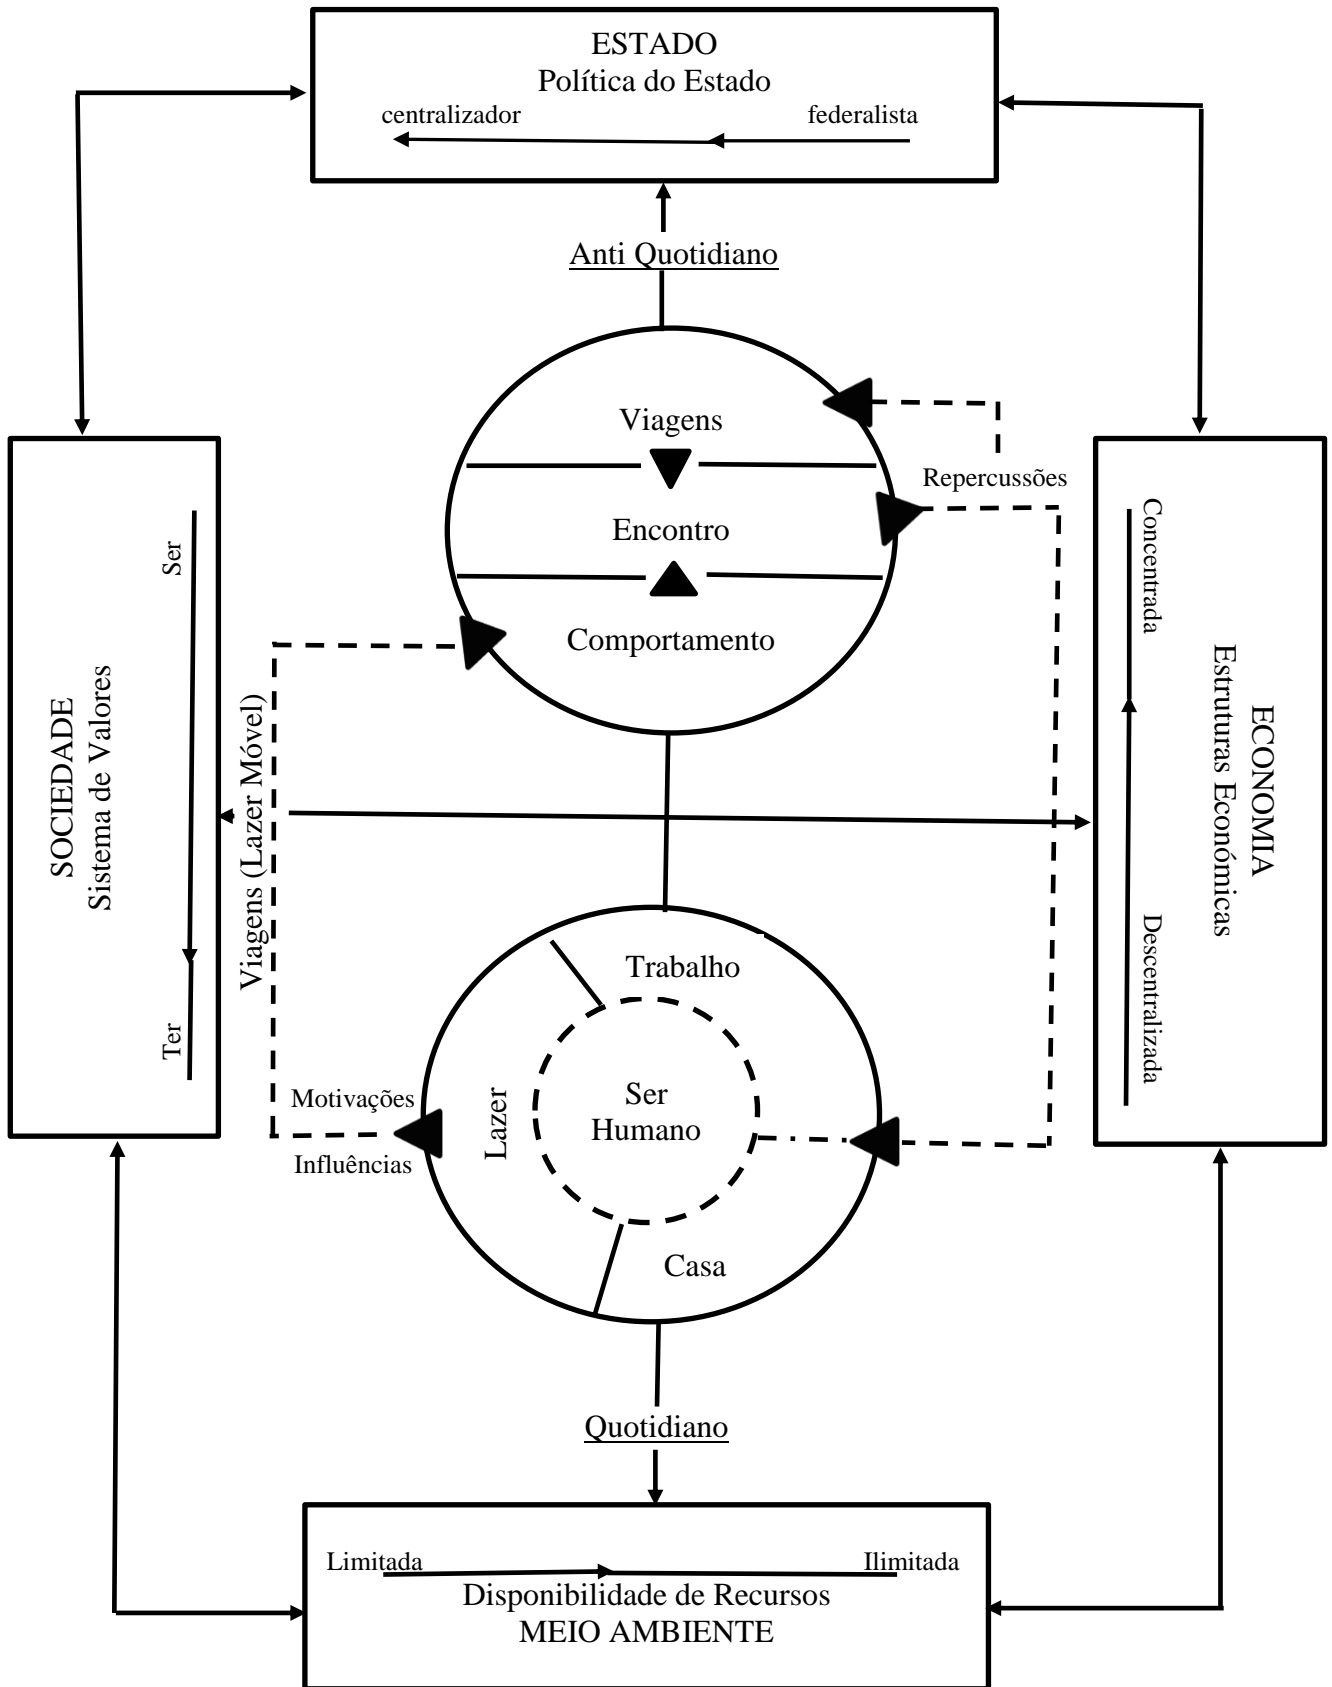 ESTADO
Política do Estado
centralizador
federalista
Anti Quotidiano
Viagens
Repercussões
Encontro
Comportamento
SOCIEDADE
Sistema de Valores
Ser
Ter
Viagens (Lazer Móvel)
Concentrada
Descentralizada
ECONOMIA
Estruturas Económicas
Trabalho
Ser
Humano
Lazer
Casa
Motivações
Influências
Quotidiano
Limitada
Ilimitada
Disponibilidade de Recursos
MEIO AMBIENTE